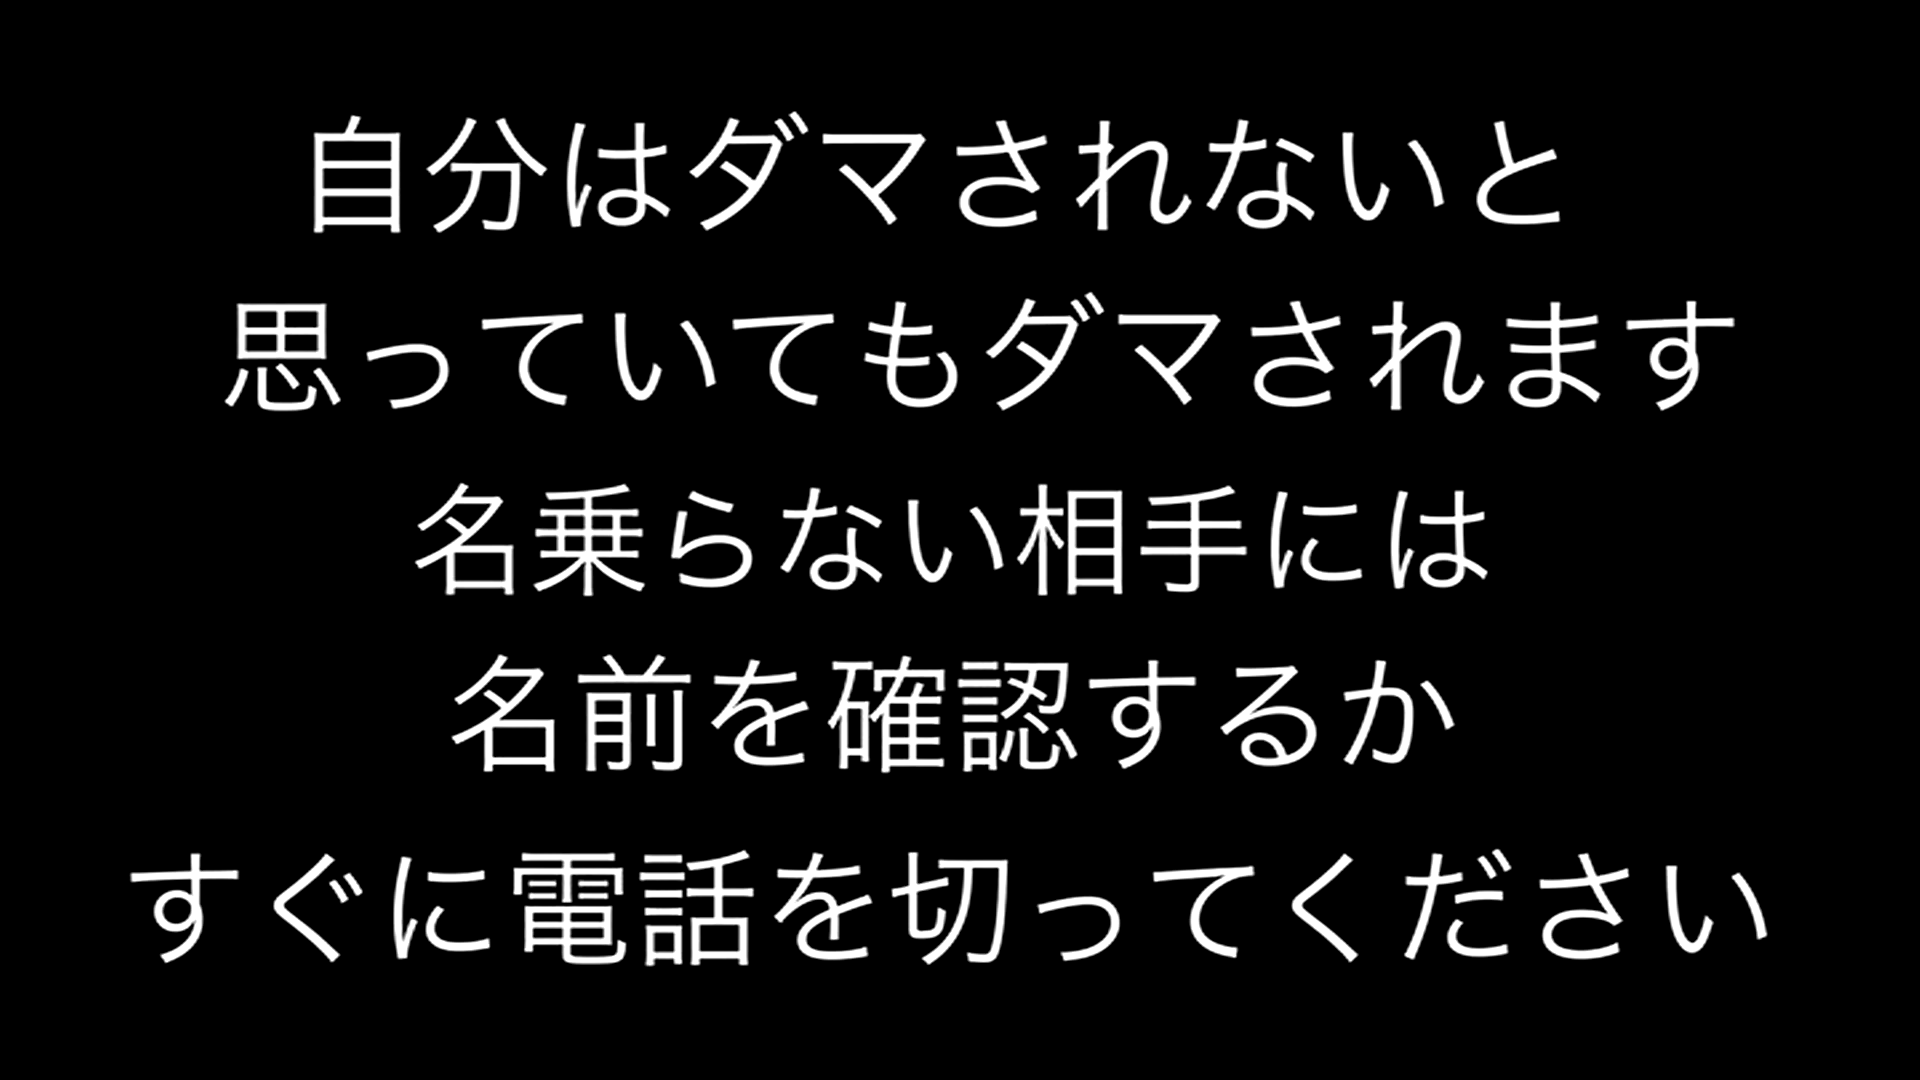 自分はダマされないと
思っていてもダマされます
名乗らない相手には
名前を確認するか
すぐに電話を切ってください